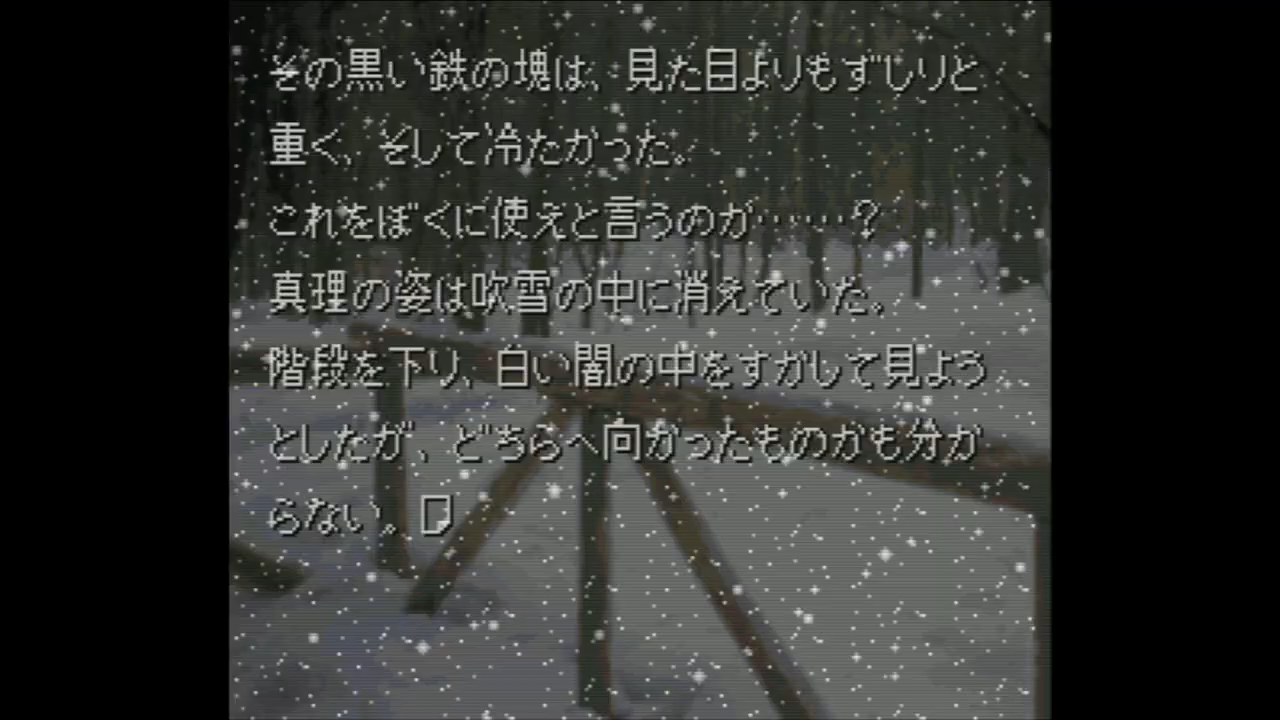 その黒い鉄の塊は、見た目よりもずしりと
重く、そして冷たかった。
これをぼくに使えと言うのか……？
真理の姿は吹雪の中に消えていた。
階段を下り、白い闇の中をすかして見よう
としたが、どちらへ向かったものかも分か
らない。